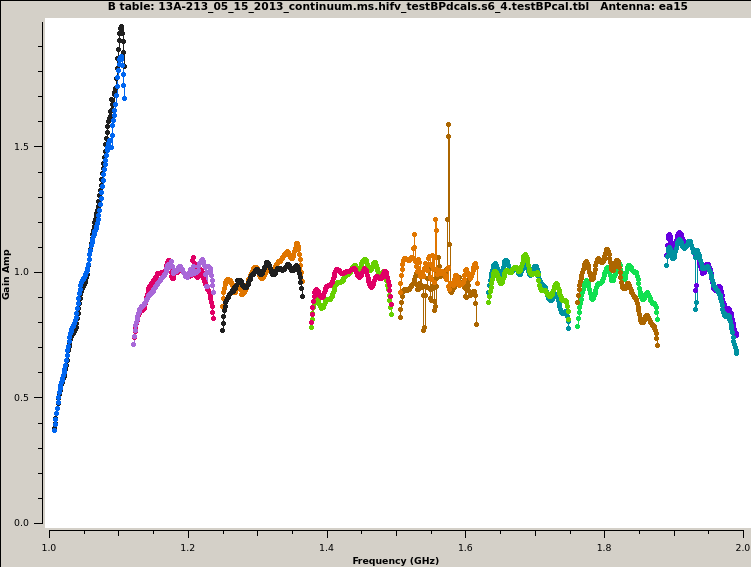 B table: 13A-213_05_15_2013_continuum.ms.hifv_testBPdcals.s6_4.testBPcal.tbl Antenna: ea15
1.5
1.0
0.5
0.0
Gain Amp
1.0 1.2 1.4 1.6 1.8 2.0
Frequency (GHz)